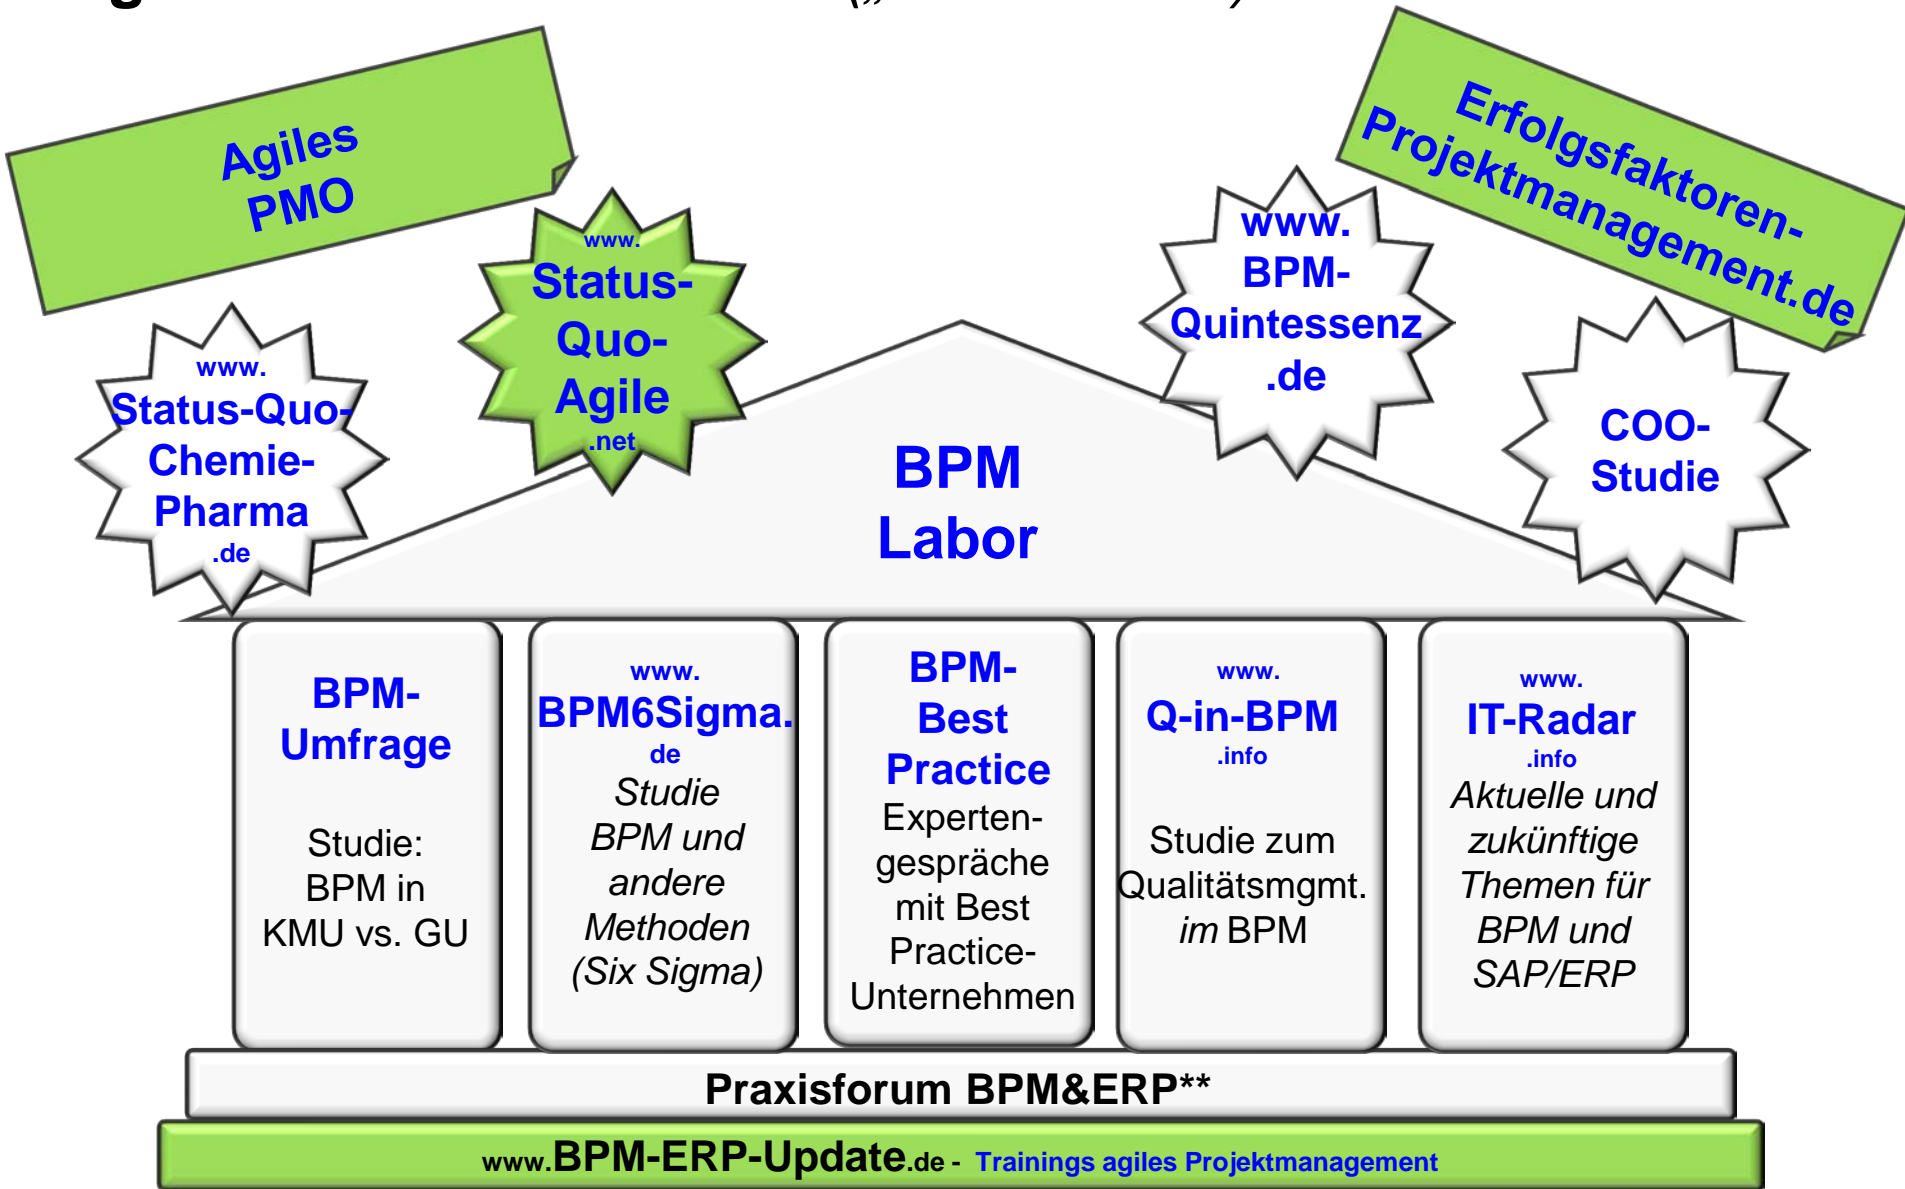 Agiles
PMO
Erfolgsfaktoren-
Projektmanagement.de
www.
Status-
Quo-
Agile
.net
www.
BPM-
Quintessenz
.de
www.
Status-Quo-
Chemie-
Pharma
.de
COO-
Studie
BPM
Labor
BPM-
Umfrage
Studie:
BPM in
KMU vs. GU
www.
BPM6Sigma.
de
Studie
BPM und
andere
Methoden
(Six Sigma)
BPM-
Best
Practice
Experten-
gespräche
mit Best
Practice-
Unternehmen
www.
Q-in-BPM
.info
Studie zum
Qualitätsmgmt.
im BPM
www.
IT-Radar
.info
Aktuelle und
zukünftige
Themen für
BPM und
SAP/ERP
Praxisforum BPM&ERP**
www.BPM-ERP-Update.de - Trainings agiles Projektmanagement